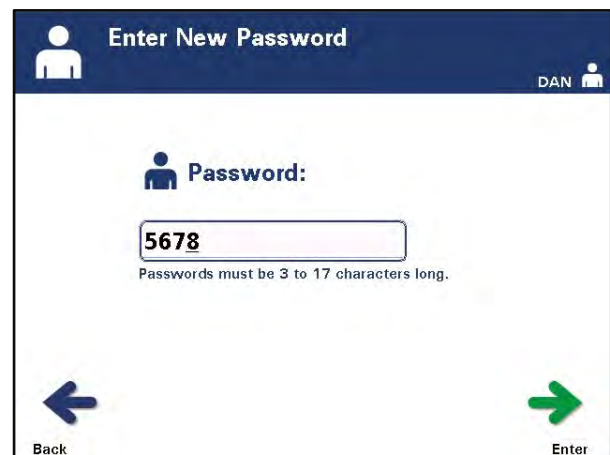 Enter New Password
DAN
Password:
5678
Passwords must be 3 to 17 characters long.
Back
Enter